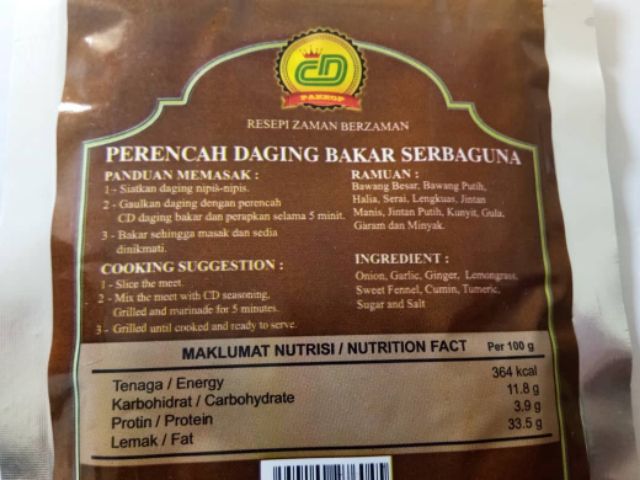 CD
PAKKOP
RESEPI ZAMAN BERZAMAN
PERENCAH DAGING BAKAR SERBAGUNA
PANDUAN MEMASAK :
1 - Siatkan daging nipis-nipis.
2 - Gaulkan daging dengan perencah
CD daging bakar dan perapkan selama 5 minit.
3 - Bakar sehingga masak dan sedia
dinikmati.
COOKING SUGGESTION :
1 - Slice the meet.
2 - Mix the meet with CD seasoning,
Grilled and marinade for 5 minutes.
3 - Grilled until cooked and ready to serve.
RAMUAN :
Bawang Besar, Bawang Putih,
Halia, Serai, Lengkuas, Jintan
Manis, Jintan Putih, Kunyit, Gula,
Garam dan Minyak.
INGREDIENT :
Onion, Garlic, Ginger, Lemongrass,
Sweet Fennel, Cumin, Tumeric,
Sugar and Salt
MAKLUMAT NUTRISI / NUTRITION FACT Per 100 g
Tenaga / Energy 364 kcal
Karbohidrat / Carbohydrate 11.8 g
Protin / Protein 3.9 g
Lemak / Fat 33.5 g